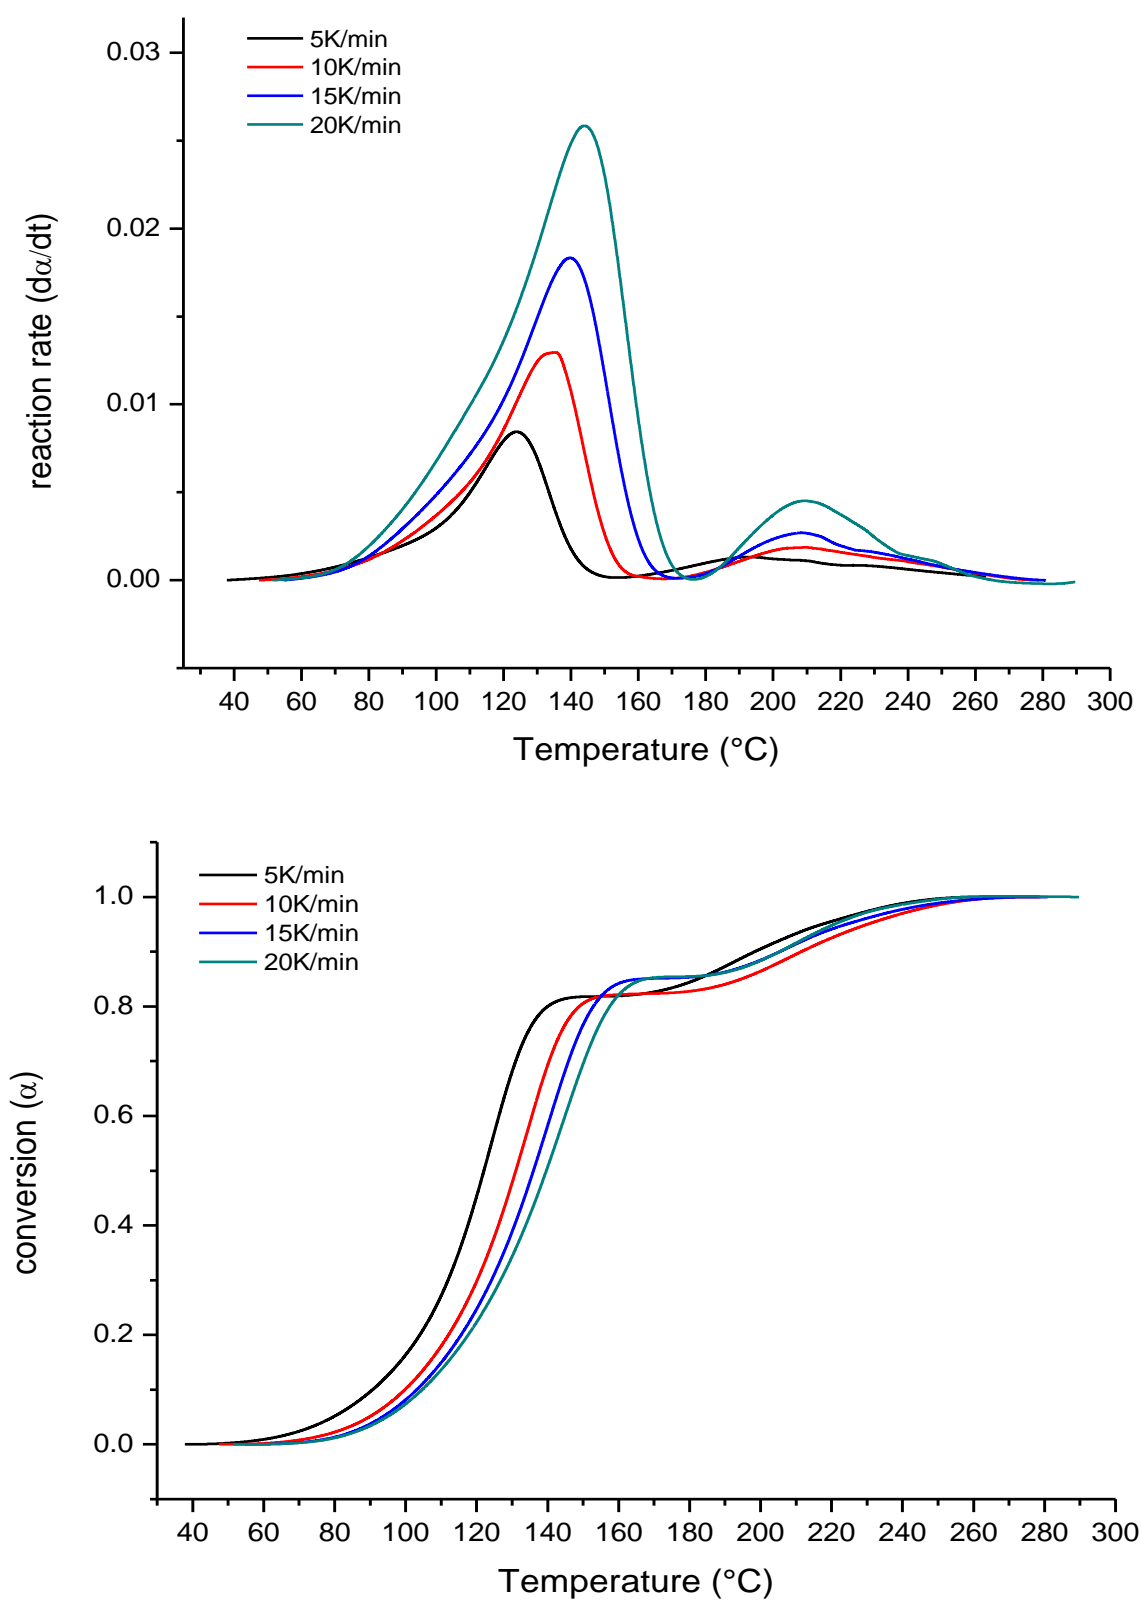 0.03
0.02
0.01
0.00
reaction rate (dα/dt)
5K/min
10K/min
15K/min
20K/min
40 60 80 100 120 140 160 180 200 220 240 260 280 300
Temperature (°C)
1.0
0.8
0.6
0.4
0.2
0.0
conversion (α)
5K/min
10K/min
15K/min
20K/min
40 60 80 100 120 140 160 180 200 220 240 260 280 300
Temperature (°C)